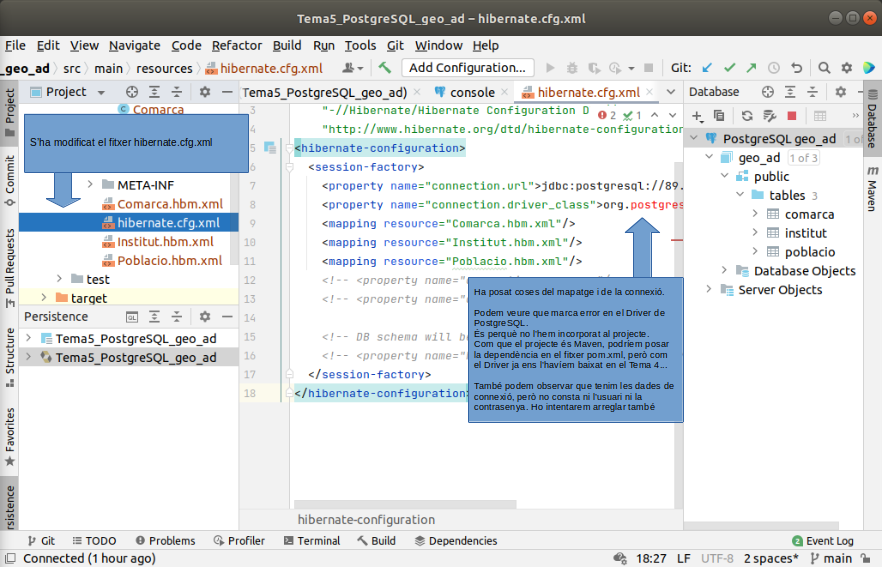 Tema5_PostgreSQL_geo_ad – hibernate.cfg.xml
File Edit View Navigate Code Refactor Build Run Tools Git Window Help
_geo_ad src main resources hibernate.cfg.xml Add Configuration... Git:
Project
Tema5_PostgreSQL_geo_ad) console hibernate.cfg.xml
Database
Project
Commit
Pull Requests
Structure
Favorites
rsistence
Comarca
S'ha modificat el fitxer hibernate.cfg.xml
META-INF
Comarca.hbm.xml
hibernate.cfg.xml
Institut.hbm.xml
Poblacio.hbm.xml
test
target
Persistence
Tema5_PostgreSQL_geo_ad
Tema5_PostgreSQL_geo_ad
2 1
3 "-//Hibernate/Hibernate Configuration D
4 "http://www.hibernate.org/dtd/hibernate-configuration
5 <hibernate-configuration>
6 <session-factory>
7 <property name="connection.url">jdbc:postgresql://89.
8 <property name="connection.driver_class">org.postgres
9 <mapping resource="Comarca.hbm.xml"/>
10 <mapping resource="Institut.hbm.xml"/>
11 <mapping resource="Poblacio.hbm.xml"/>
12 <!-- <property name="
13 <!-- <property name="
14
15 <!-- DB schema will b
16 <!-- <property name="
17 </session-factory>
18 </hibernate-configuration>
Ha posat coses del mapatge i de la connexió.
Podem veure que marca error en el Driver de
PostgreSQL.
És perquè no l'hem incorporat al projecte.
Com que el projecte és Maven, podríem posar
la dependència en el fitxer pom.xml, però com
el Driver ja ens l'havíem baixat en el Tema 4...
També podem observar que tenim les dades de
connexió, però no consta ni l'usuari ni la
contrasenya. Ho intentarem arreglar també
hibernate-configuration
PostgreSQL geo_ad 1 o
geo_ad 1 of 3
public
tables 3
comarca
institut
poblacio
Database Objects
Server Objects
Database
Maven
Git TODO Problems Profiler Terminal Build Dependencies 2 Event Log
Connected (1 hour ago) 18:27 LF UTF-8 2 spaces* main